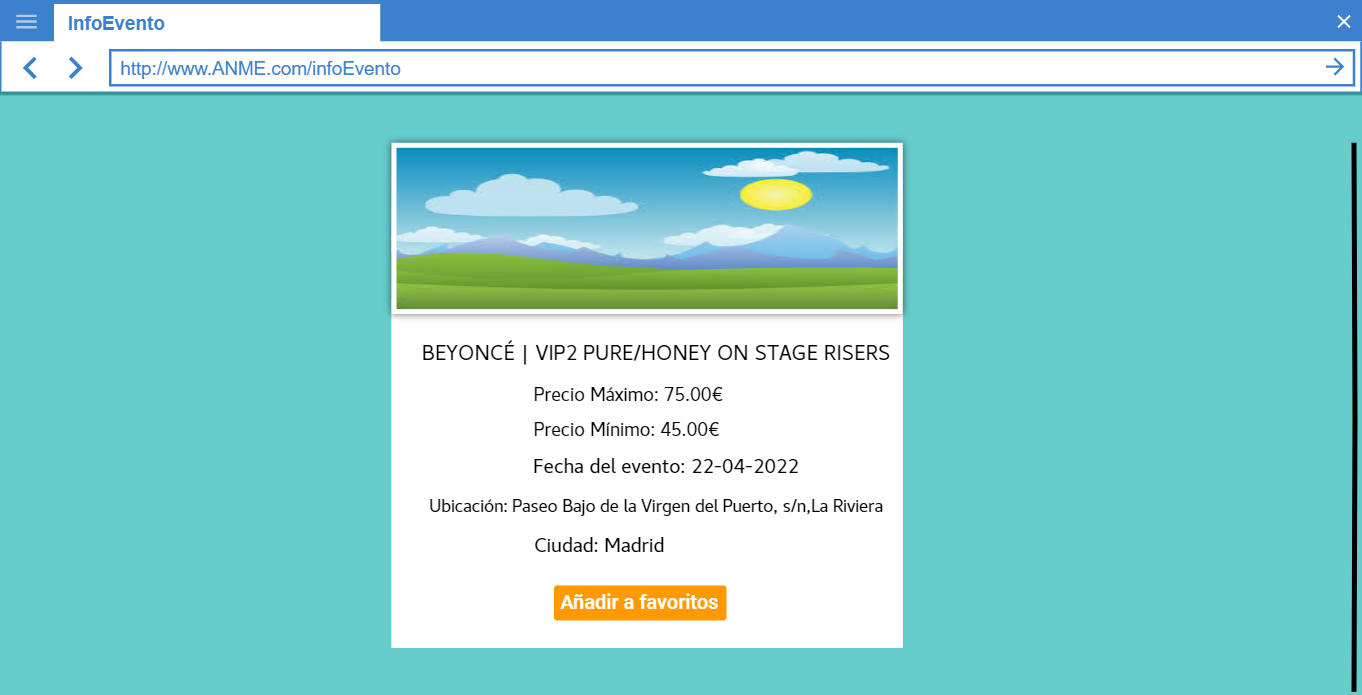 InfoEvento
http://www.ANME.com/infoEvento
BEYONCÉ | VIP2 PURE/HONEY ON STAGE RISERS
Precio Máximo: 75.00€
Precio Mínimo: 45.00€
Fecha del evento: 22-04-2022
Ubicación: Paseo Bajo de la Virgen del Puerto, s/n,La Riviera
Ciudad: Madrid
Añadir a favoritos